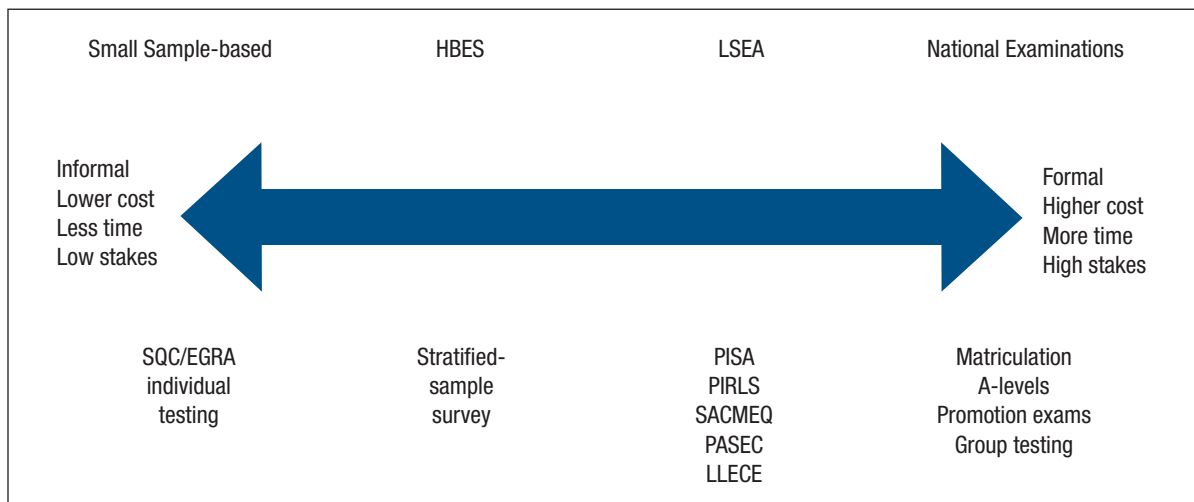 Small Sample-based
HBES
LSEA
National Examinations
Informal
Lower cost
Less time
Low stakes
Formal
Higher cost
More time
High stakes
SQC/EGRA
individual
testing
Stratified-
sample
survey
PISA
PIRLS
SACMEQ
PASEC
LLECE
Matriculation
A-levels
Promotion exams
Group testing